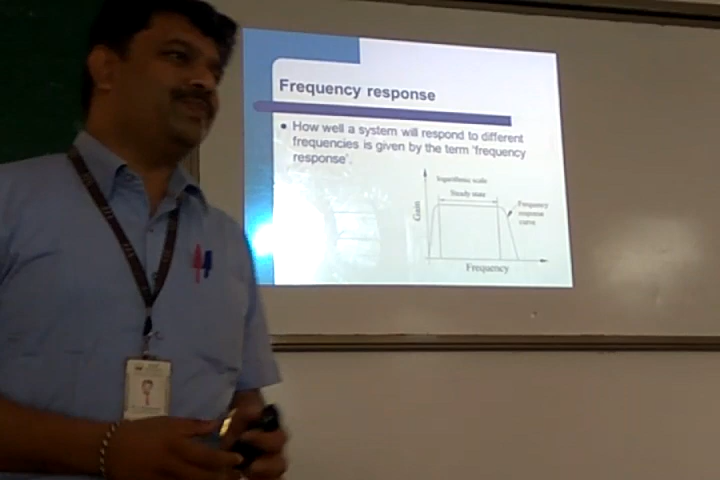 Frequency response
● How well a system will respond to different
frequencies is given by the term 'frequency
response'.
logarithmic scale
Steady state
Gain
Frequency
response
curve
Frequency